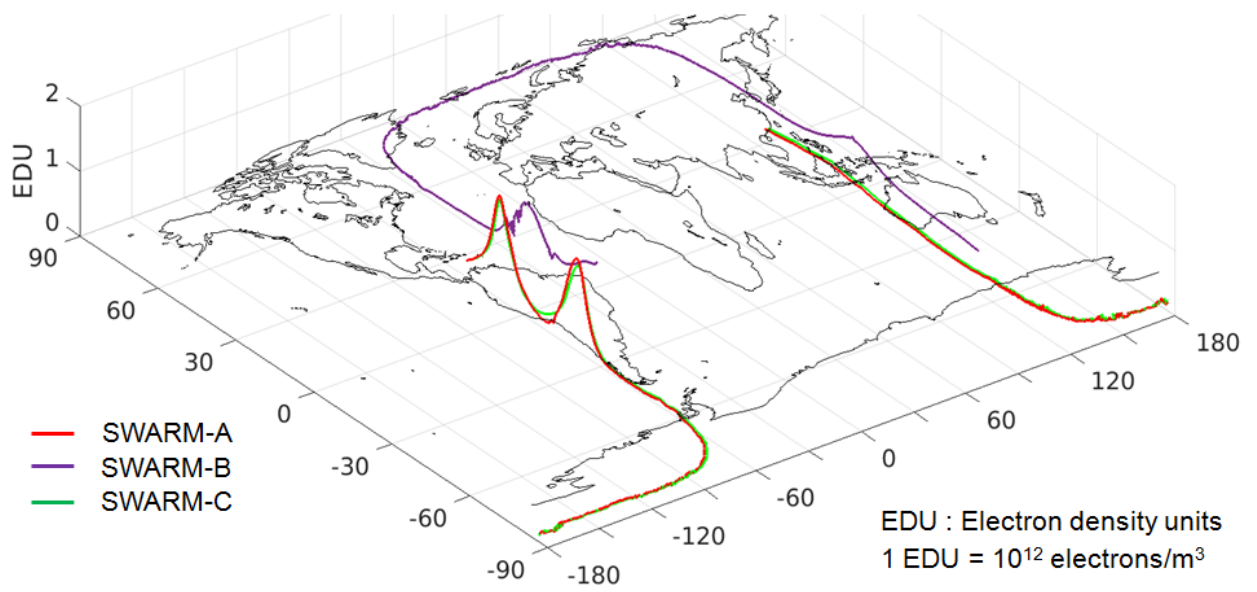 2
1
0
EDU
90
60
30
0
-30
-60
-90
-180
-120
-60
0
60
120
180
SWARM-A
SWARM-B
SWARM-C
EDU : Electron density units
1 EDU = 10¹² electrons/m³